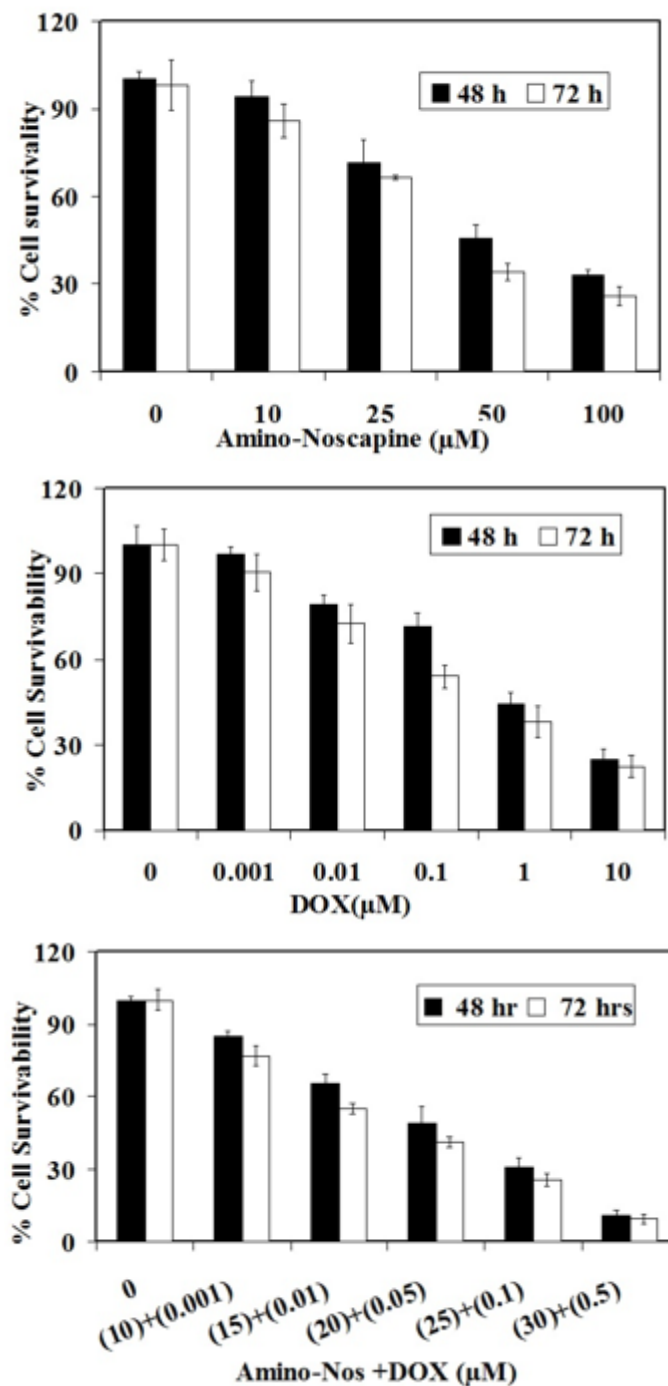 120
90
60
30
0
% Cell survivality
48 h 72 h
0 10 25 50 100
Amino-Noscapine (µM)
120
90
60
30
0
% Cell Survivability
48 h 72 h
0 0.001 0.01 0.1 1 10
DOX(µM)
120
90
60
30
0
% Cell Survivability
48 hr 72 hrs
0 (10)+(0.001) (15)+(0.01) (20)+(0.05) (25)+(0.1) (30)+(0.5)
Amino-Nos +DOX (µM)